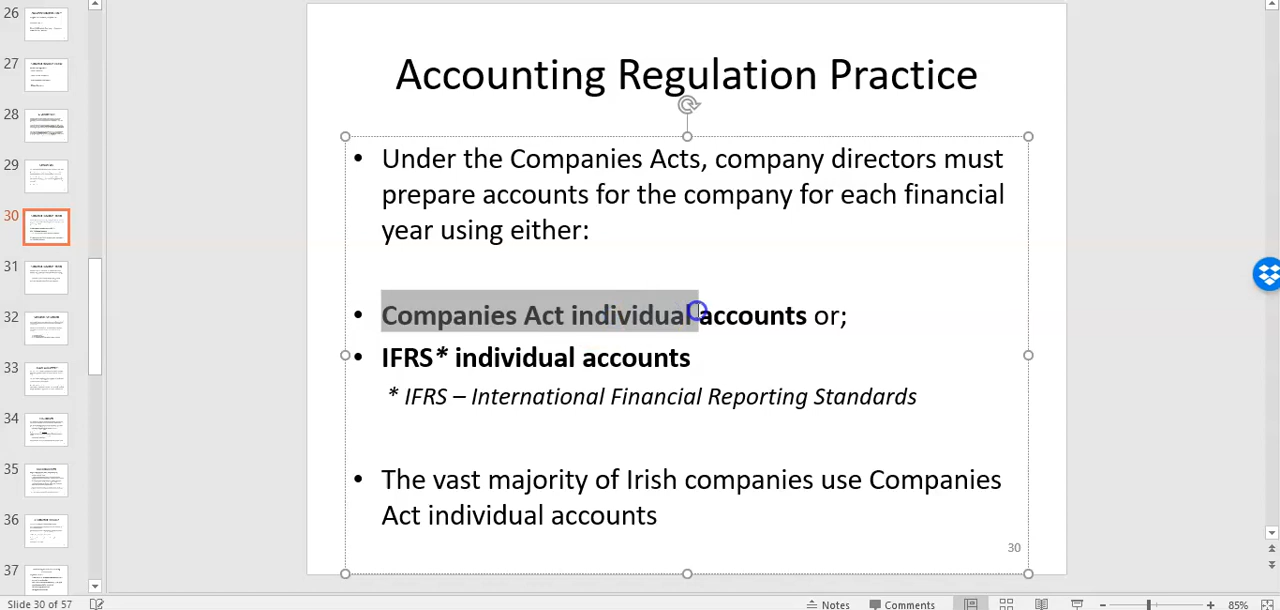 26
27
28
29
30
31
32
33
34
35
36
37
Accounting Regulation Practice
• Under the Companies Acts, company directors must
prepare accounts for the company for each financial
year using either:
• Companies Act individual accounts or;
• IFRS* individual accounts
* IFRS – International Financial Reporting Standards
• The vast majority of Irish companies use Companies
Act individual accounts
30
Slide 30 of 57
Notes
Comments
85%